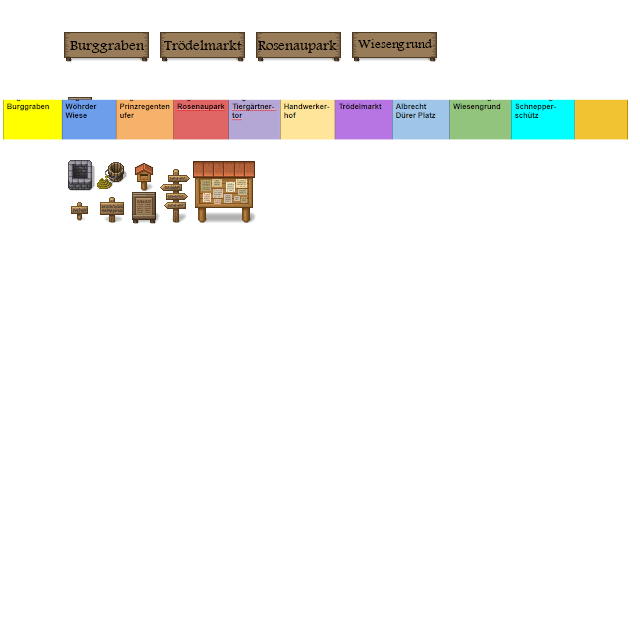 Burggraben Trödelmarkt Rosenaupark Wiesengrund
Burggraben Wöhrder Prinzregenten Rosenaupark Tiergärtner- Handwerker- Trödelmarkt Albrecht Wiesengrund Schnepper-
Wiese ufer tor hof Dürer Platz schütz